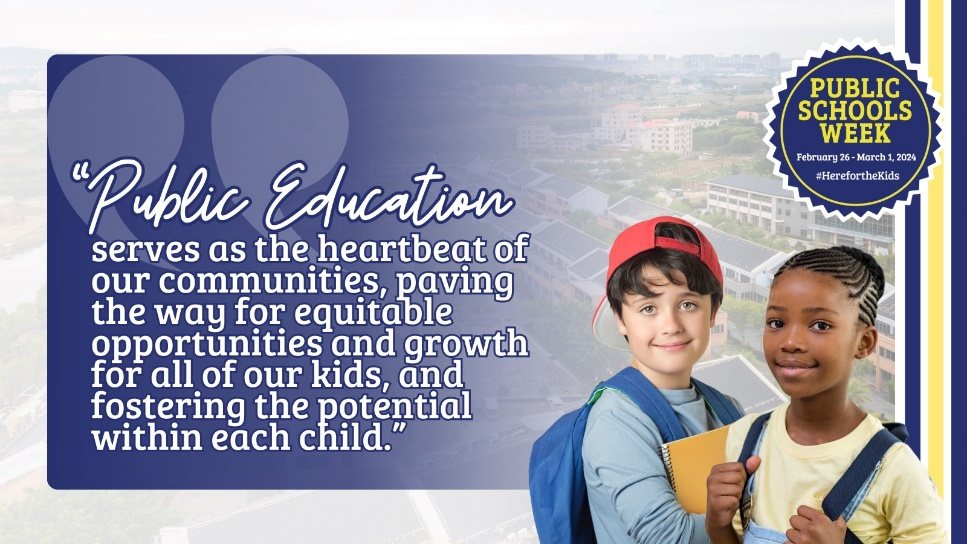 "Public Education
serves as the heartbeat of
our communities, paving
the way for equitable
opportunities and growth
for all of our kids, and
fostering the potential
within each child."
PUBLIC
SCHOOLS
WEEK
February 26 - March 1, 2024
#HerefortheKids